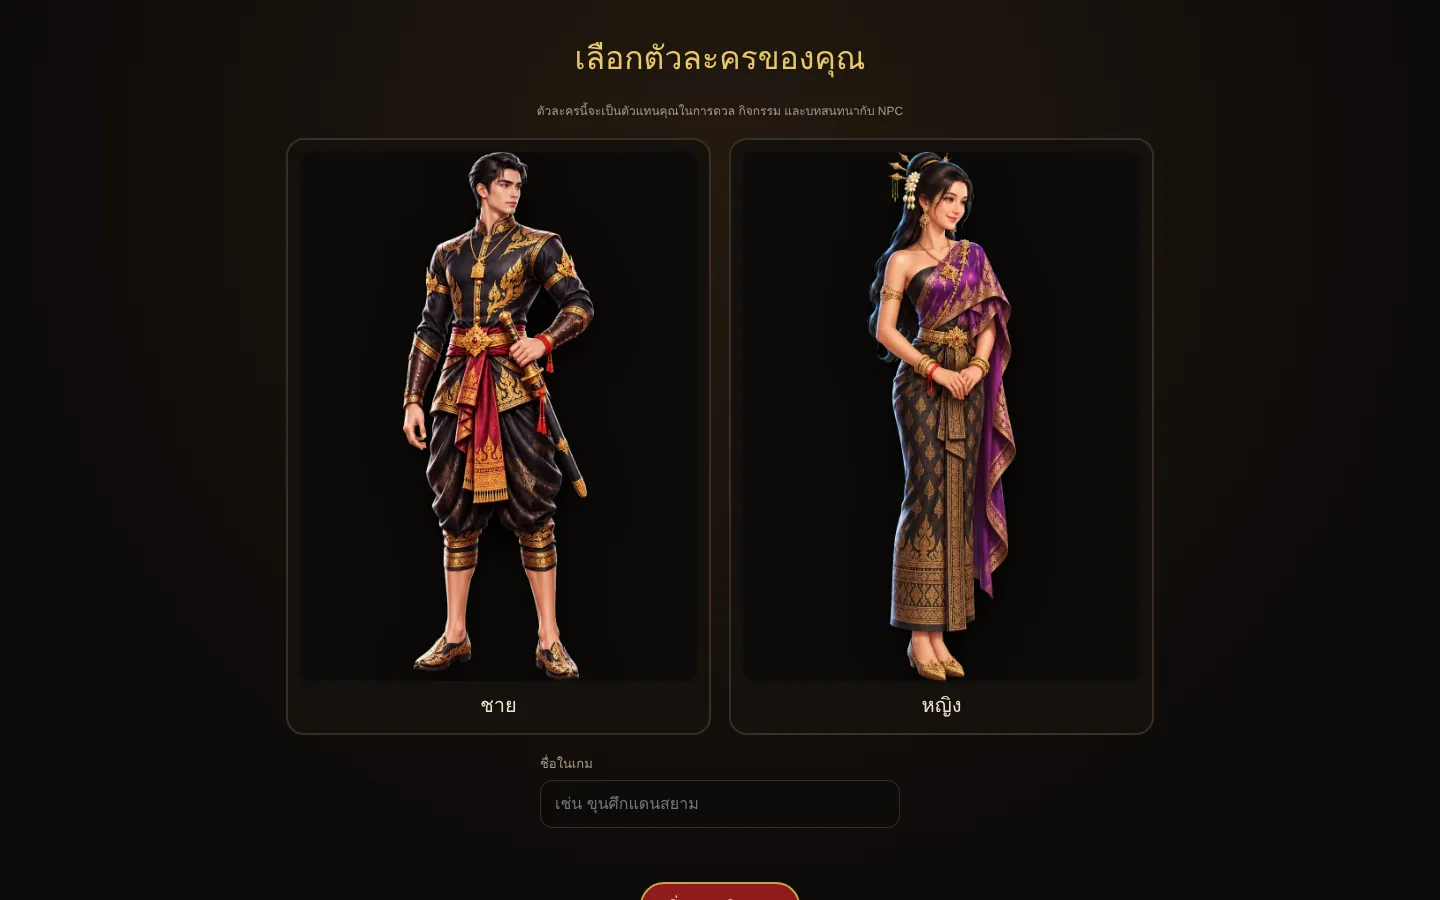 เลือกตัวละครของคุณ
ตัวละครนี้จะเป็นตัวแทนคุณในการดวล กิจกรรม และบทสนทนากับ NPC
ชาย
หญิง
ชื่อในเกม
เช่น ขุนศึกแดนสยาม